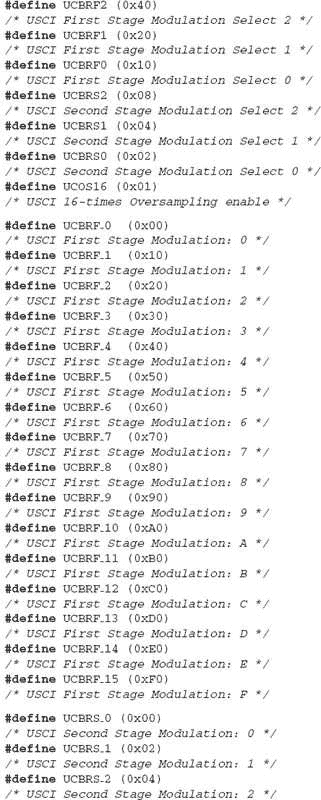 #define UCBRF2 (0x40)
/* USCI First Stage Modulation Select 2 */
#define UCBRF1 (0x20)
/* USCI First Stage Modulation Select 1 */
#define UCBRF0 (0x10)
/* USCI First Stage Modulation Select 0 */
#define UCBRS2 (0x08)
/* USCI Second Stage Modulation Select 2 */
#define UCBRS1 (0x04)
/* USCI Second Stage Modulation Select 1 */
#define UCBRS0 (0x02)
/* USCI Second Stage Modulation Select 0 */
#define UCOS16 (0x01)
/* USCI 16-times Oversampling enable */
#define UCBRF_0 (0x00)
/* USCI First Stage Modulation: 0 */
#define UCBRF_1 (0x10)
/* USCI First Stage Modulation: 1 */
#define UCBRF_2 (0x20)
/* USCI First Stage Modulation: 2 */
#define UCBRF_3 (0x30)
/* USCI First Stage Modulation: 3 */
#define UCBRF_4 (0x40)
/* USCI First Stage Modulation: 4 */
#define UCBRF_5 (0x50)
/* USCI First Stage Modulation: 5 */
#define UCBRF_6 (0x60)
/* USCI First Stage Modulation: 6 */
#define UCBRF_7 (0x70)
/* USCI First Stage Modulation: 7 */
#define UCBRF_8 (0x80)
/* USCI First Stage Modulation: 8 */
#define UCBRF_9 (0x90)
/* USCI First Stage Modulation: 9 */
#define UCBRF_10 (0xA0)
/* USCI First Stage Modulation: A */
#define UCBRF_11 (0xB0)
/* USCI First Stage Modulation: B */
#define UCBRF_12 (0xC0)
/* USCI First Stage Modulation: C */
#define UCBRF_13 (0xD0)
/* USCI First Stage Modulation: D */
#define UCBRF_14 (0xE0)
/* USCI First Stage Modulation: E */
#define UCBRF_15 (0xF0)
/* USCI First Stage Modulation: F */
#define UCBRS_0 (0x00)
/* USCI Second Stage Modulation: 0 */
#define UCBRS_1 (0x02)
/* USCI Second Stage Modulation: 1 */
#define UCBRS_2 (0x04)
/* USCI Second Stage Modulation: 2 */